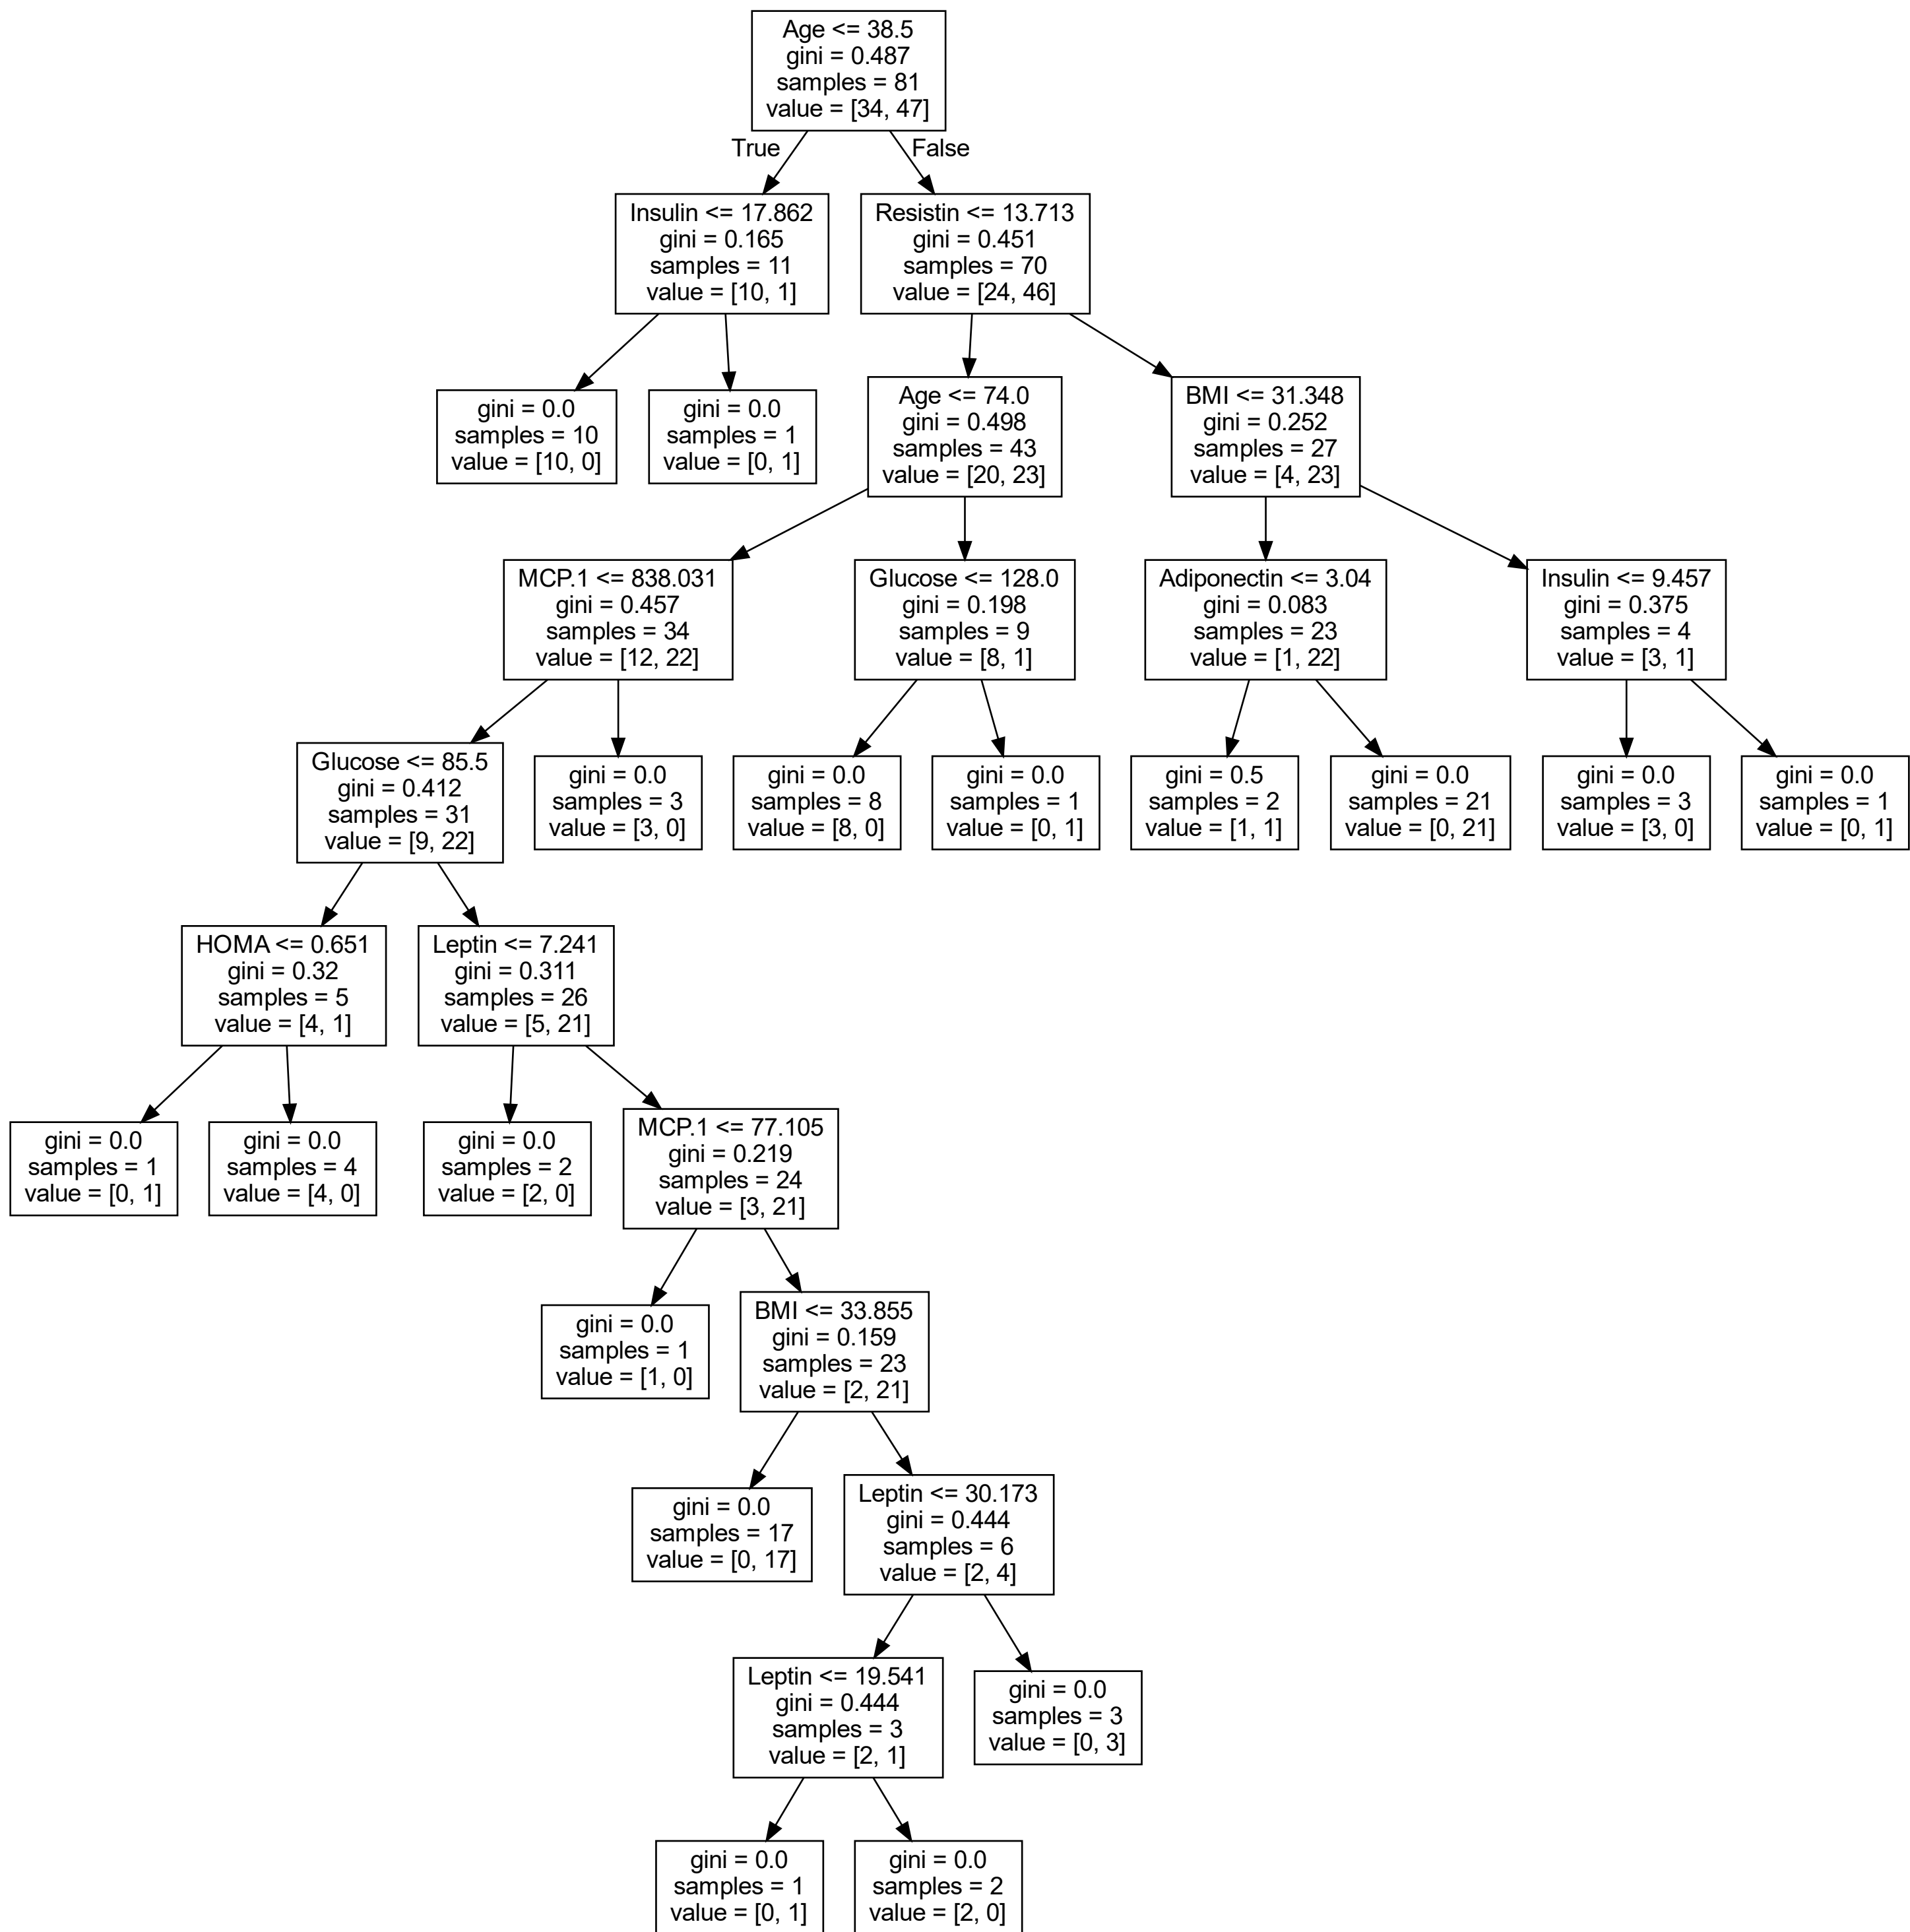 Age <= 38.5
gini = 0.487
samples = 81
value = [34, 47]
True
False
Insulin <= 17.862
gini = 0.165
samples = 11
value = [10, 1]
Resistin <= 13.713
gini = 0.451
samples = 70
value = [24, 46]
gini = 0.0
samples = 10
value = [10, 0]
gini = 0.0
samples = 1
value = [0, 1]
Age <= 74.0
gini = 0.498
samples = 43
value = [20, 23]
BMI <= 31.348
gini = 0.252
samples = 27
value = [4, 23]
MCP.1 <= 838.031
gini = 0.457
samples = 34
value = [12, 22]
Glucose <= 128.0
gini = 0.198
samples = 9
value = [8, 1]
Adiponectin <= 3.04
gini = 0.083
samples = 23
value = [1, 22]
Insulin <= 9.457
gini = 0.375
samples = 4
value = [3, 1]
Glucose <= 85.5
gini = 0.412
samples = 31
value = [9, 22]
gini = 0.0
samples = 3
value = [3, 0]
gini = 0.0
samples = 8
value = [8, 0]
gini = 0.0
samples = 1
value = [0, 1]
gini = 0.5
samples = 2
value = [1, 1]
gini = 0.0
samples = 21
value = [0, 21]
gini = 0.0
samples = 3
value = [3, 0]
gini = 0.0
samples = 1
value = [0, 1]
HOMA <= 0.651
gini = 0.32
samples = 5
value = [4, 1]
Leptin <= 7.241
gini = 0.311
samples = 26
value = [5, 21]
gini = 0.0
samples = 1
value = [0, 1]
gini = 0.0
samples = 4
value = [4, 0]
gini = 0.0
samples = 2
value = [2, 0]
MCP.1 <= 77.105
gini = 0.219
samples = 24
value = [3, 21]
gini = 0.0
samples = 1
value = [1, 0]
BMI <= 33.855
gini = 0.159
samples = 23
value = [2, 21]
gini = 0.0
samples = 17
value = [0, 17]
Leptin <= 30.173
gini = 0.444
samples = 6
value = [2, 4]
Leptin <= 19.541
gini = 0.444
samples = 3
value = [2, 1]
gini = 0.0
samples = 3
value = [0, 3]
gini = 0.0
samples = 1
value = [0, 1]
gini = 0.0
samples = 2
value = [2, 0]